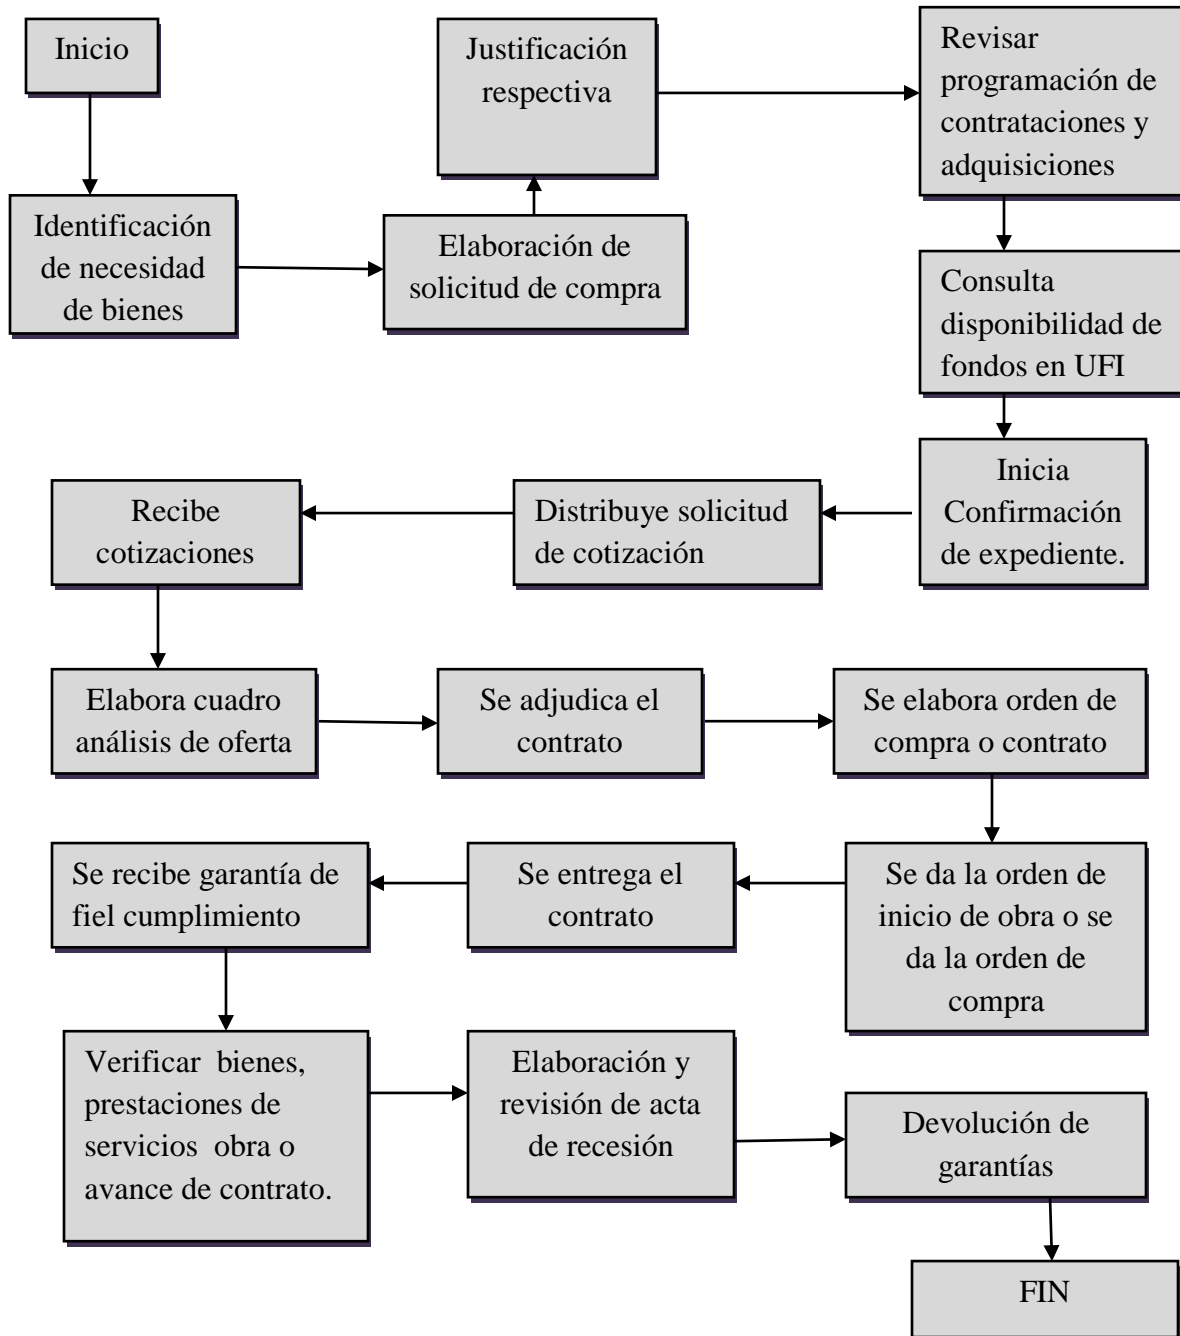 Inicio
Identificación
de necesidad
de bienes
Elaboración de
solicitud de compra
Justificación
respectiva
Revisar
programación de
contrataciones y
adquisiciones
Consulta
disponibilidad de
fondos en UFI
Inicia
Confirmación
de expediente.
Distribuye solicitud
de cotización
Recibe
cotizaciones
Elabora cuadro
análisis de oferta
Se adjudica el
contrato
Se elabora orden de
compra o contrato
Se da la orden de
inicio de obra o se
da la orden de
compra
Se entrega el
contrato
Se recibe garantía de
fiel cumplimiento
Verificar bienes,
prestaciones de
servicios obra o
avance de contrato.
Elaboración y
revisión de acta
de recesión
Devolución de
garantías
FIN